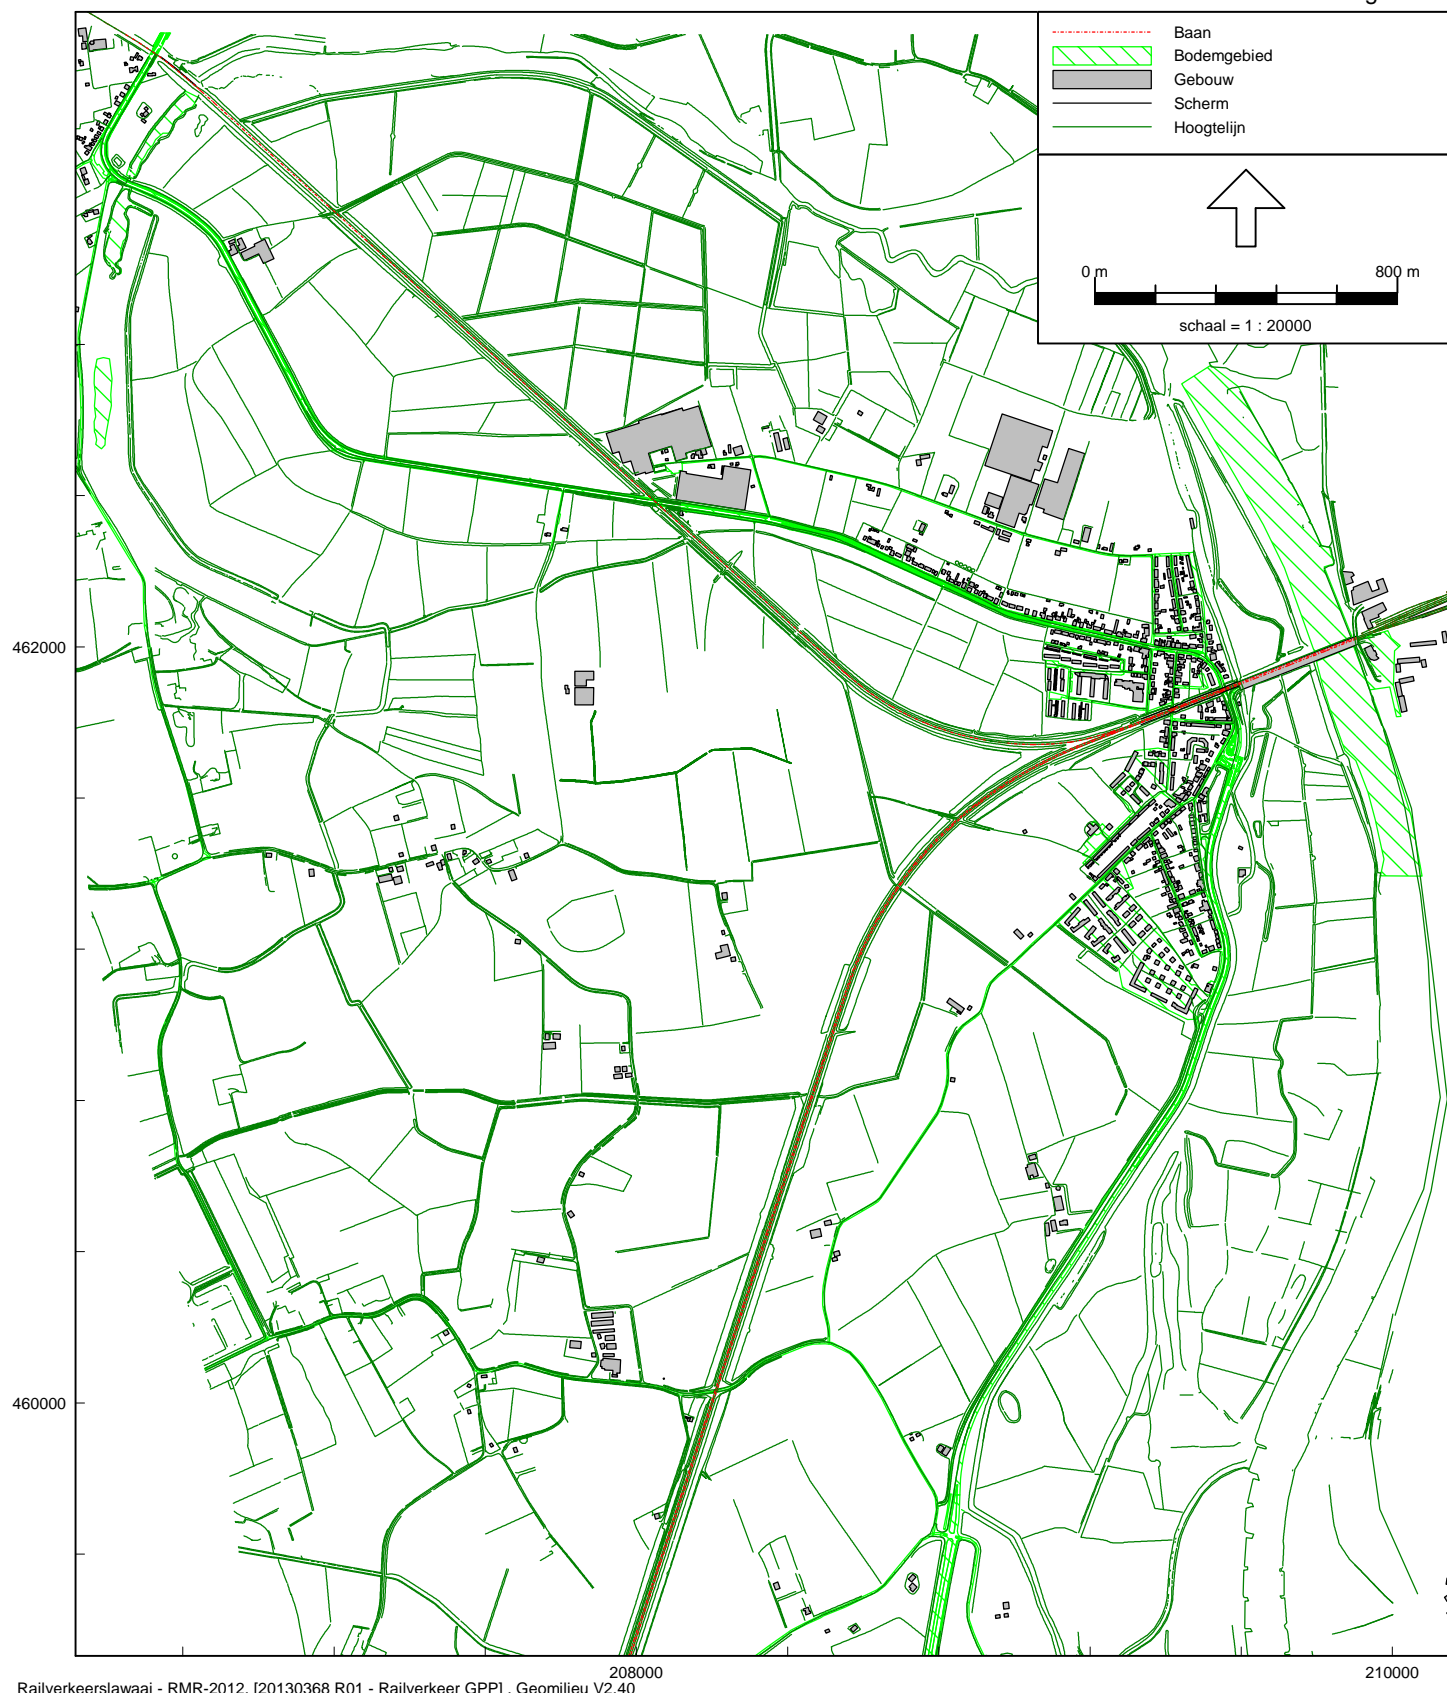 Baan
Bodemgebied
Gebouw
Scherm
Hoogtelijn
0 m 800 m
schaal = 1 : 20000
462000
460000
208000 210000
Railverkeerslawaai - RMR-2012, [20130368 R01 - Railverkeer GPP] , Geomilieu V2.40